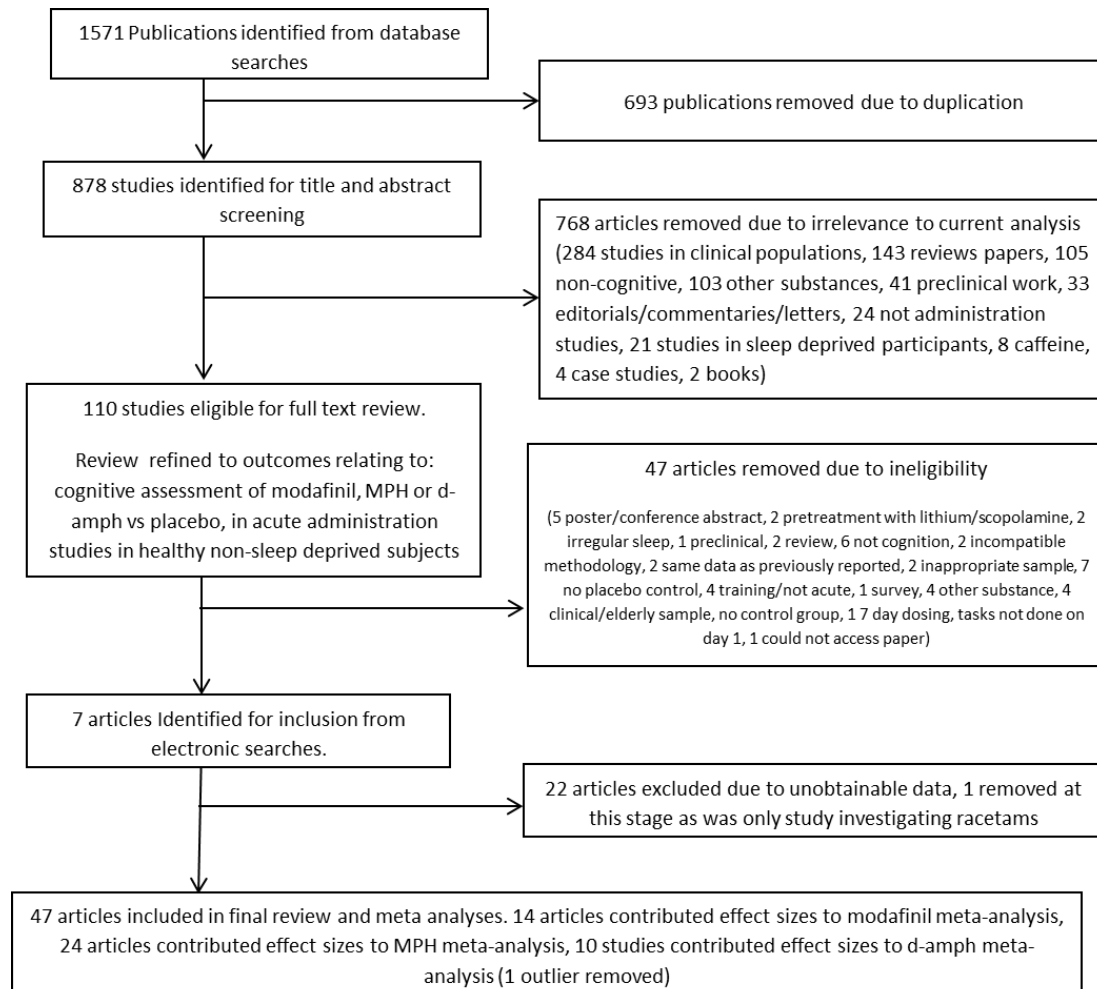 1571 Publications identified from database
searches
693 publications removed due to duplication
878 studies identified for title and abstract
screening
768 articles removed due to irrelevance to current analysis
(284 studies in clinical populations, 143 reviews papers, 105
non-cognitive, 103 other substances, 41 preclinical work, 33
editorials/commentaries/letters, 24 not administration
studies, 21 studies in sleep deprived participants, 8 caffeine,
4 case studies, 2 books)
110 studies eligible for full text review.
Review refined to outcomes relating to:
cognitive assessment of modafinil, MPH or d-
amph vs placebo, in acute administration
studies in healthy non-sleep deprived subjects
47 articles removed due to ineligibility
(5 poster/conference abstract, 2 pretreatment with lithium/scopolamine, 2
irregular sleep, 1 preclinical, 2 review, 6 not cognition, 2 incompatible
methodology, 2 same data as previously reported, 2 inappropriate sample, 7
no placebo control, 4 training/not acute, 1 survey, 4 other substance, 4
clinical/elderly sample, no control group, 1 7 day dosing, tasks not done on
day 1, 1 could not access paper)
7 articles Identified for inclusion from
electronic searches.
22 articles excluded due to unobtainable data, 1 removed at
this stage as was only study investigating racetams
47 articles included in final review and meta analyses. 14 articles contributed effect sizes to modafinil meta-analysis,
24 articles contributed effect sizes to MPH meta-analysis, 10 studies contributed effect sizes to d-amph meta-
analysis (1 outlier removed)